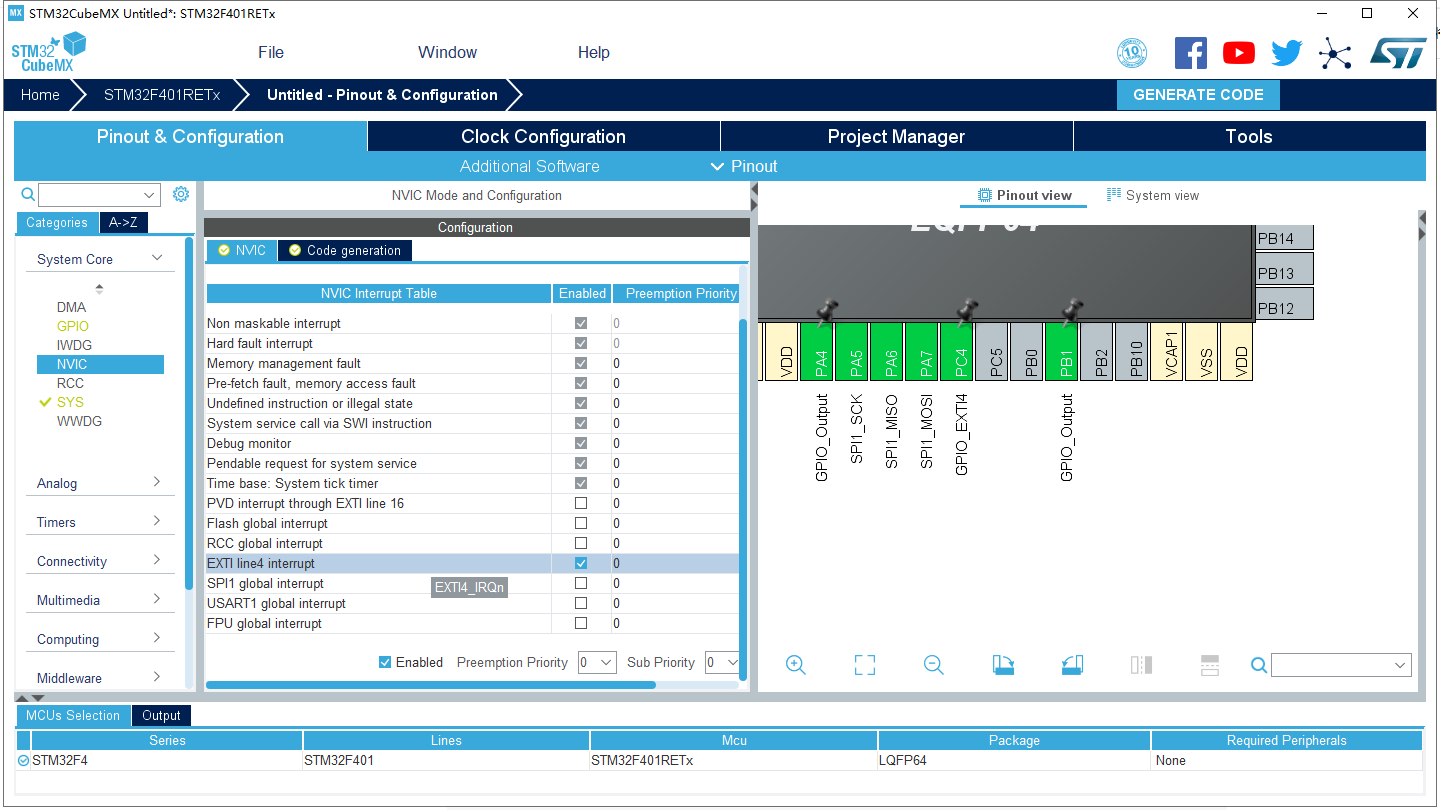 MX STM32CubeMX Untitled*: STM32F401RETx
STM32
CubeMX
File Window Help
10
ST
Home STM32F401RETx Untitled - Pinout & Configuration GENERATE CODE
Pinout & Configuration Clock Configuration Project Manager Tools
Additional Software Pinout
NVIC Mode and Configuration
Pinout view System view
Categories A->Z
Configuration
NVIC Code generation
System Core
DMA
GPIO
IWDG
NVIC
RCC
SYS
WWDG
Analog
Timers
Connectivity
Multimedia
Computing
Middleware
NVIC Interrupt Table Enabled Preemption Priority
Non maskable interrupt 0
Hard fault interrupt 0
Memory management fault 0
Pre-fetch fault, memory access fault 0
Undefined instruction or illegal state 0
System service call via SWI instruction 0
Debug monitor 0
Pendable request for system service 0
Time base: System tick timer 0
PVD interrupt through EXTI line 16 0
Flash global interrupt 0
RCC global interrupt 0
EXTI line4 interrupt 0
SPI1 global interrupt 0
EXTI4_IRQn
USART1 global interrupt 0
FPU global interrupt 0
Enabled Preemption Priority 0 Sub Priority 0
LQFP64
PB14
PB13
PB12
VDD
PA4
PA5
PA6
PA7
PC4
PC5
PB0
PB1
PB2
PB10
VCAP1
VSS
VDD
GPIO_Output
SPI1_SCK
SPI1_MISO
SPI1_MOSI
GPIO_EXTI4
GPIO_Output
MCUs Selection Output
Series Lines Mcu Package Required Peripherals
STM32F4 STM32F401 STM32F401RETx LQFP64 None